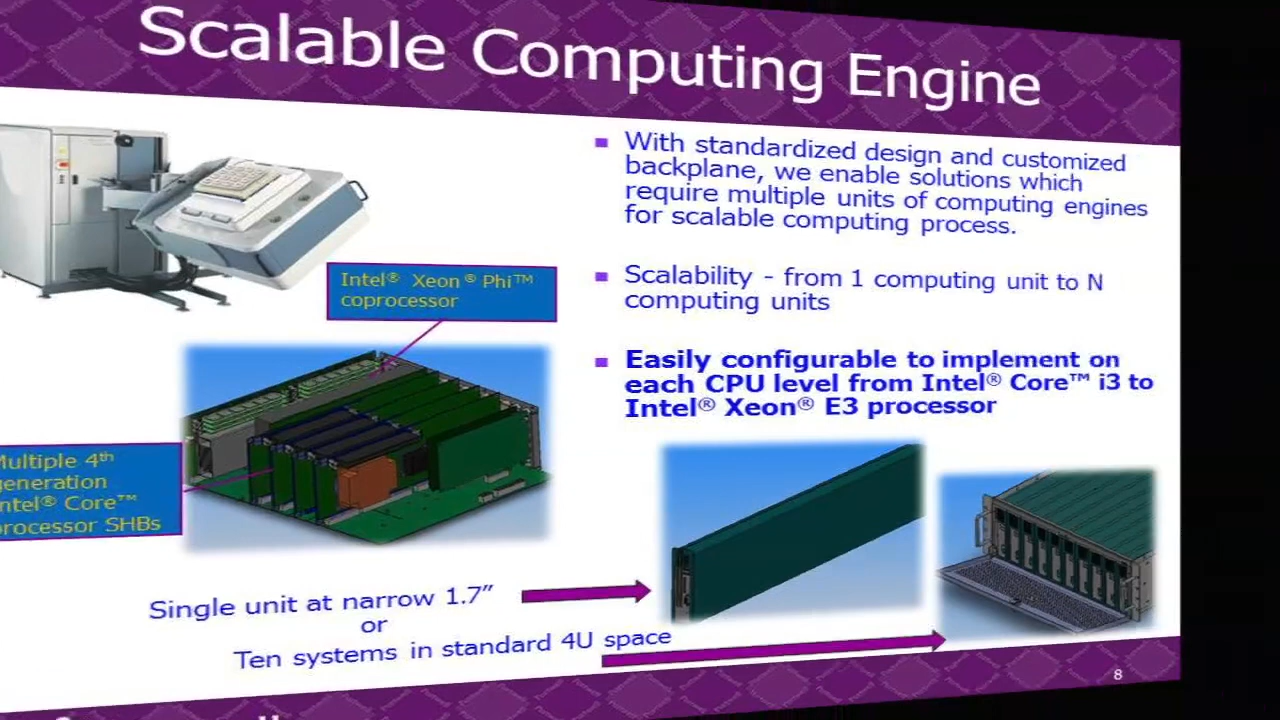 Scalable Computing Engine
With standardized design and customized
backplane, we enable solutions which
require multiple units of computing engines
for scalable computing process.
Scalability - from 1 computing unit to N
computing units
Easily configurable to implement on
each CPU level from Intel® Core™ i3 to
Intel® Xeon® E3 processor
Intel® Xeon® Phi™
coprocessor
Multiple 4th
generation
Intel® Core™
processor SHBs
Single unit at narrow 1.7”
or
Ten systems in standard 4U space
8